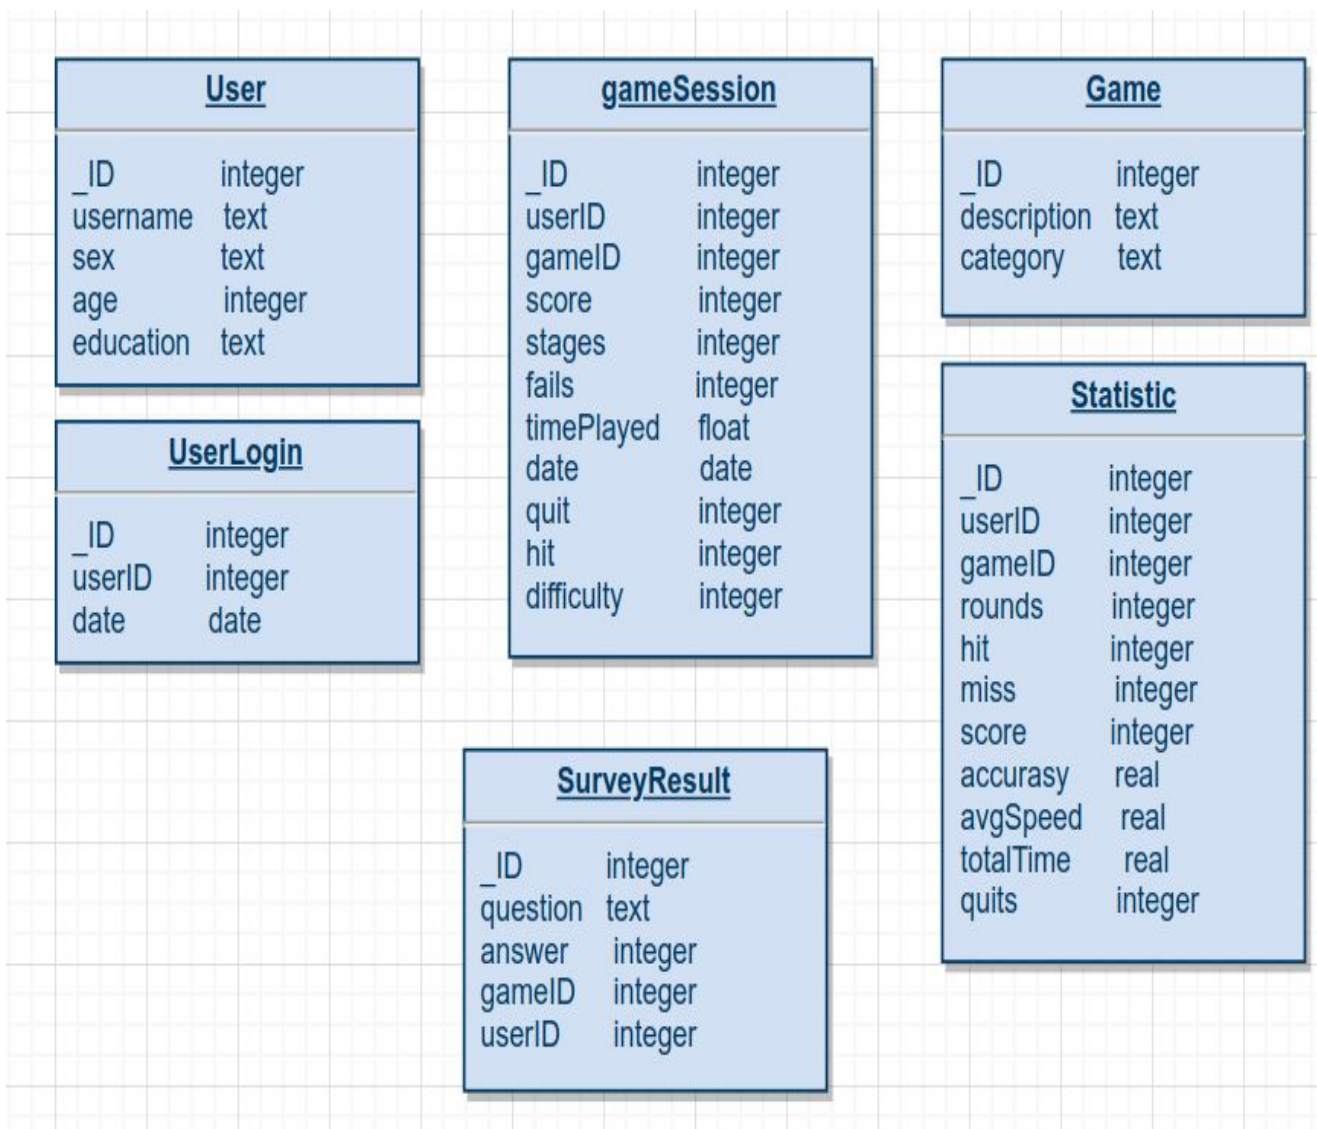 User
_ID integer
username text
sex text
age integer
education text
UserLogin
_ID integer
userID integer
date date
gameSession
_ID integer
userID integer
gameID integer
score integer
stages integer
fails integer
timePlayed float
date date
quit integer
hit integer
difficulty integer
SurveyResult
_ID integer
question text
answer integer
gameID integer
userID integer
Game
_ID integer
description text
category text
Statistic
_ID integer
userID integer
gameID integer
rounds integer
hit integer
miss integer
score integer
accurasy real
avgSpeed real
totalTime real
quits integer